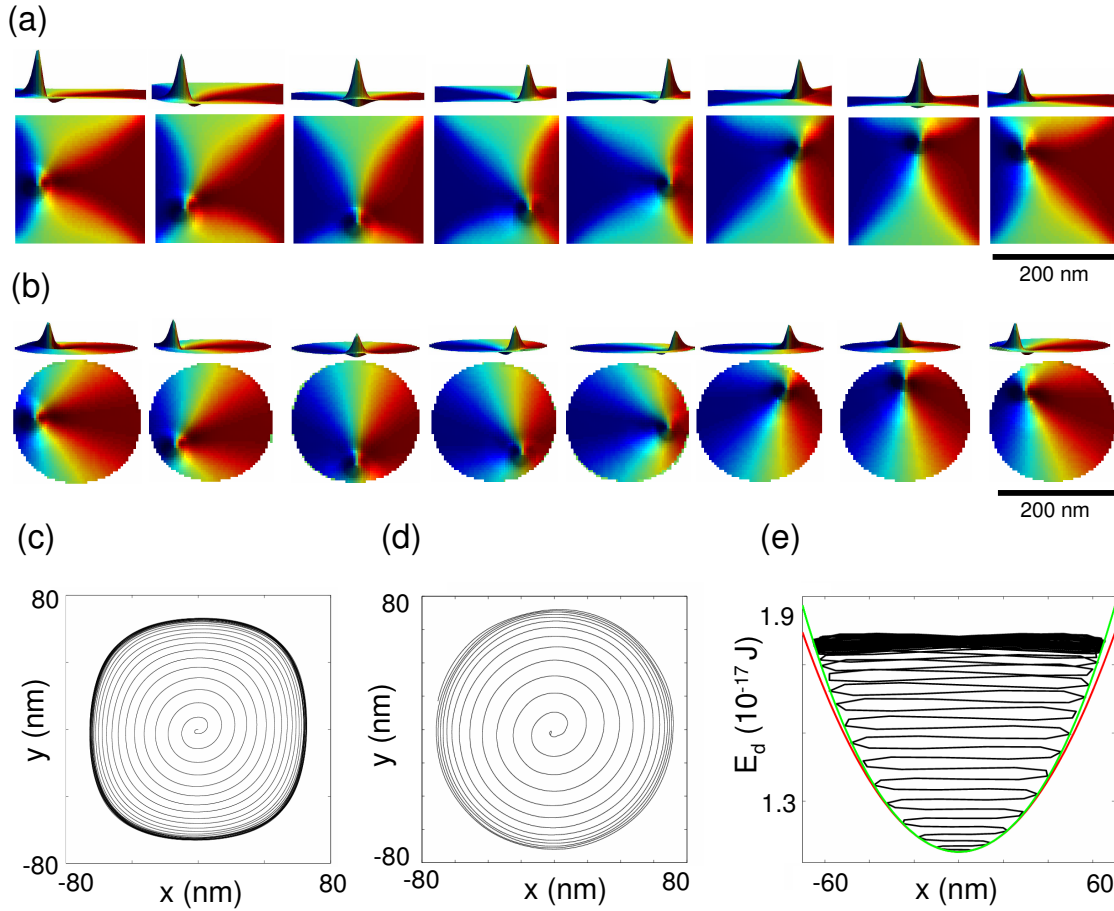 (a)
200 nm
(b)
200 nm
(c)
(d)
(e)
80
y (nm)
-80
-80
x (nm)
80
80
y (nm)
-80
-80
x (nm)
80
1.9
E_d (10^-17 J)
1.3
-60
x (nm)
60